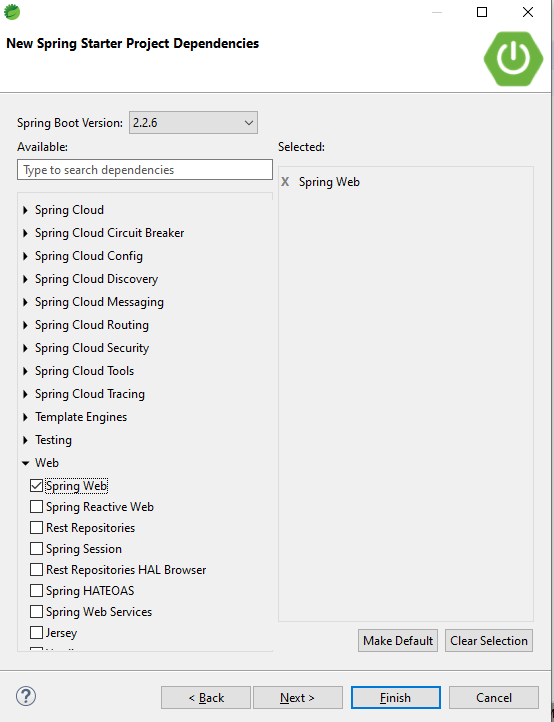 New Spring Starter Project Dependencies
Spring Boot Version: 2.2.6
Available:
Type to search dependencies
Spring Cloud
Spring Cloud Circuit Breaker
Spring Cloud Config
Spring Cloud Discovery
Spring Cloud Messaging
Spring Cloud Routing
Spring Cloud Security
Spring Cloud Tools
Spring Cloud Tracing
Template Engines
Testing
Web
Spring Web
Spring Reactive Web
Rest Repositories
Spring Session
Rest Repositories HAL Browser
Spring HATEOAS
Spring Web Services
Jersey
Selected:
X Spring Web
Make Default Clear Selection
? < Back Next > Finish Cancel